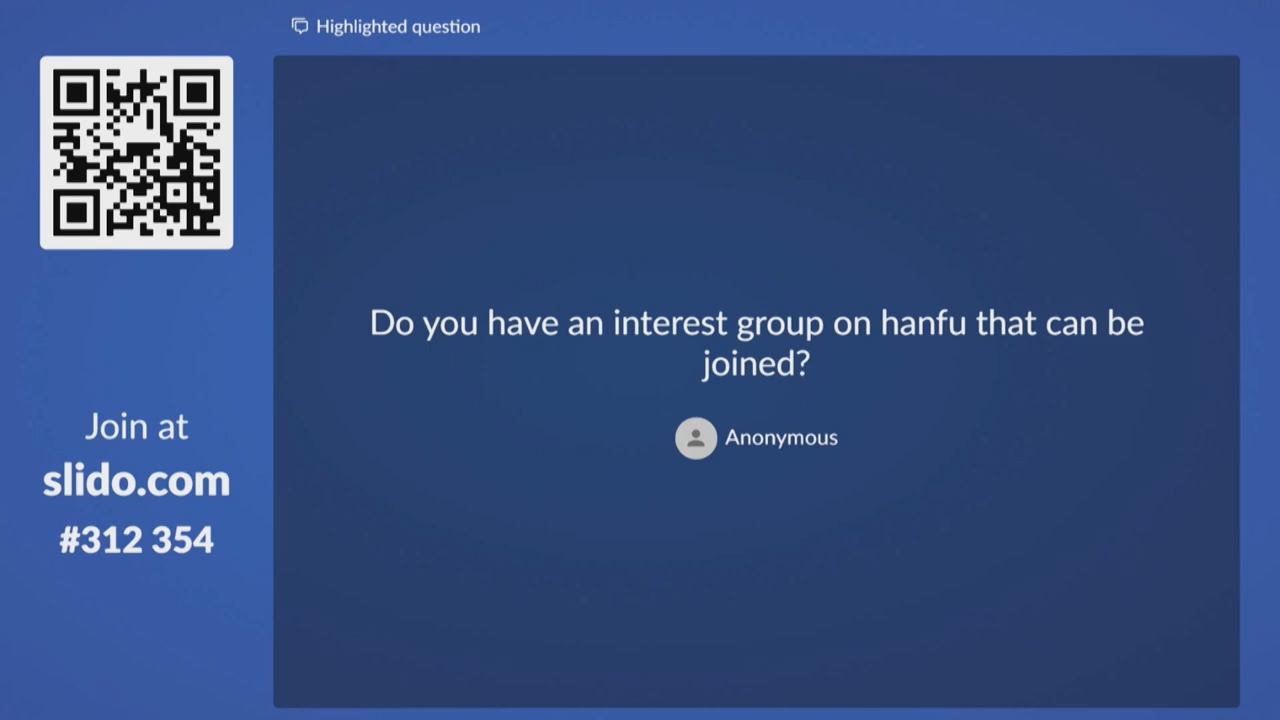 Highlighted question
Do you have an interest group on hanfu that can be
joined?
Anonymous
Join at
slido.com
#312 354